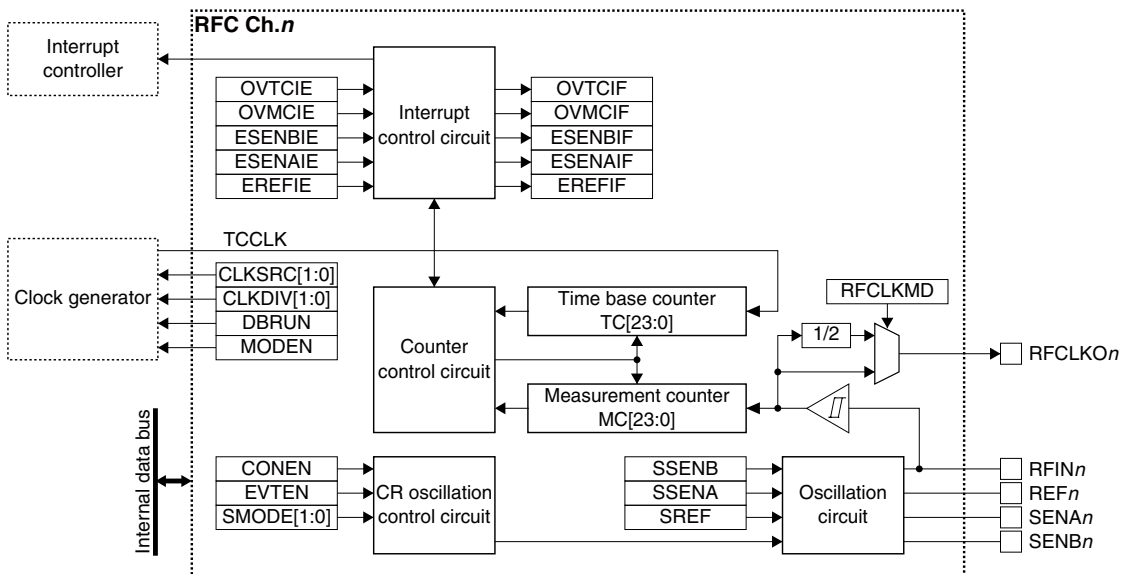 RFC Ch.n
Interrupt
controller
OVTCIE
OVMCIE
ESENBIE
ESENAIE
EREFIE
Interrupt
control circuit
OVTCIF
OVMCIF
ESENBIF
ESENAIF
EREFIF
TCCLK
Clock generator
CLKSRC[1:0]
CLKDIV[1:0]
DBRUN
MODEN
Counter
control circuit
Time base counter
TC[23:0]
Measurement counter
MC[23:0]
RFCLKMD
1/2
RFCLKOn
Internal data bus
CONEN
EVTEN
SMODE[1:0]
CR oscillation
control circuit
SSENB
SSENA
SREF
Oscillation
circuit
RFINn
REFn
SENAn
SENBn